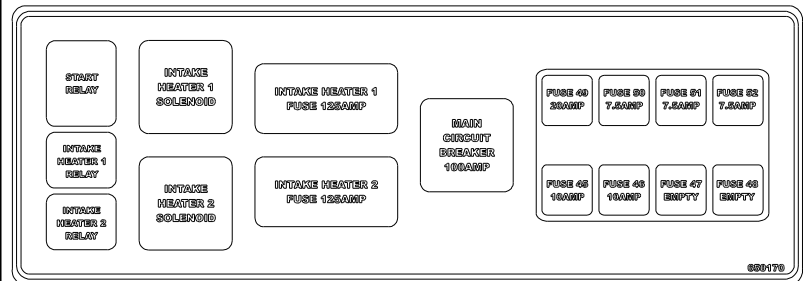 START
RELAY
INTAKE
HEATER 1
RELAY
INTAKE
HEATER 2
RELAY
INTAKE
HEATER 1
SOLENOID
INTAKE
HEATER 2
SOLENOID
INTAKE HEATER 1
FUSE 125AMP
INTAKE HEATER 2
FUSE 125AMP
MAIN
CIRCUIT
BREAKER
100AMP
FUSE 49
20AMP
FUSE 50
7.5AMP
FUSE 51
7.5AMP
FUSE 52
7.5AMP
FUSE 45
10AMP
FUSE 46
10AMP
FUSE 47
EMPTY
FUSE 48
EMPTY
650170